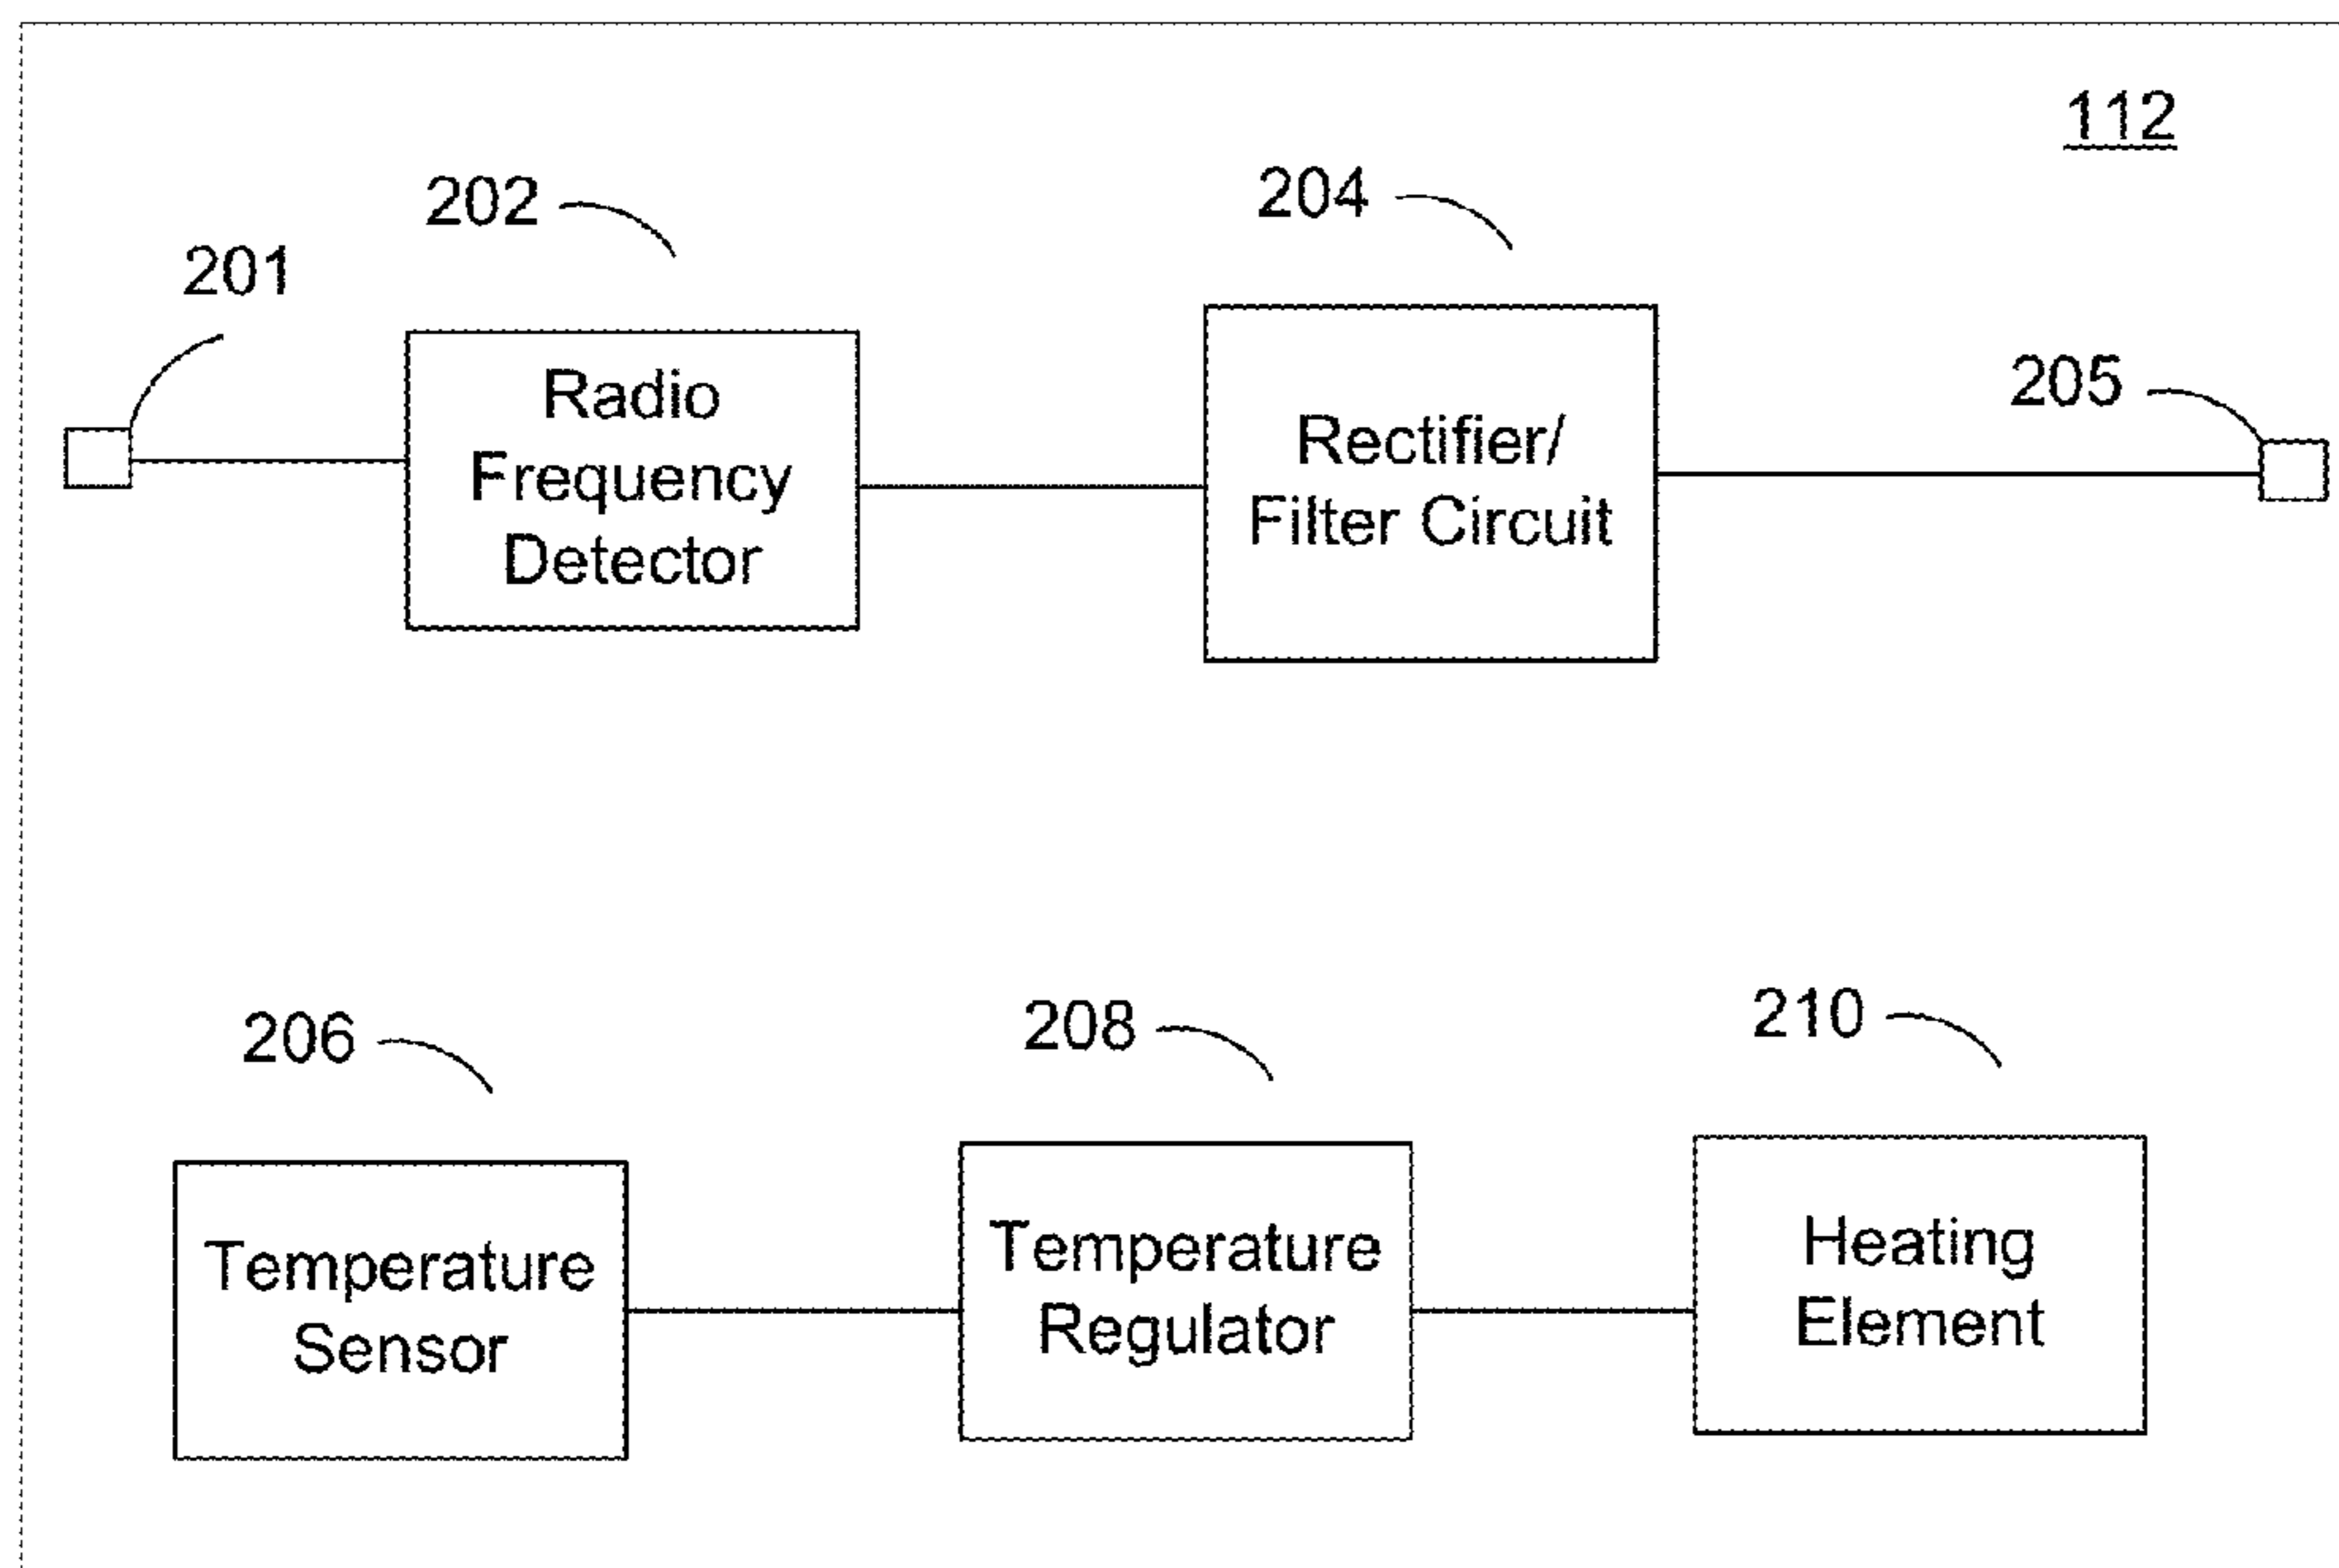 112
202
204
201
205
Radio
Frequency
Detector
Rectifier/
Filter Circuit
206
208
210
Temperature
Sensor
Temperature
Regulator
Heating
Element